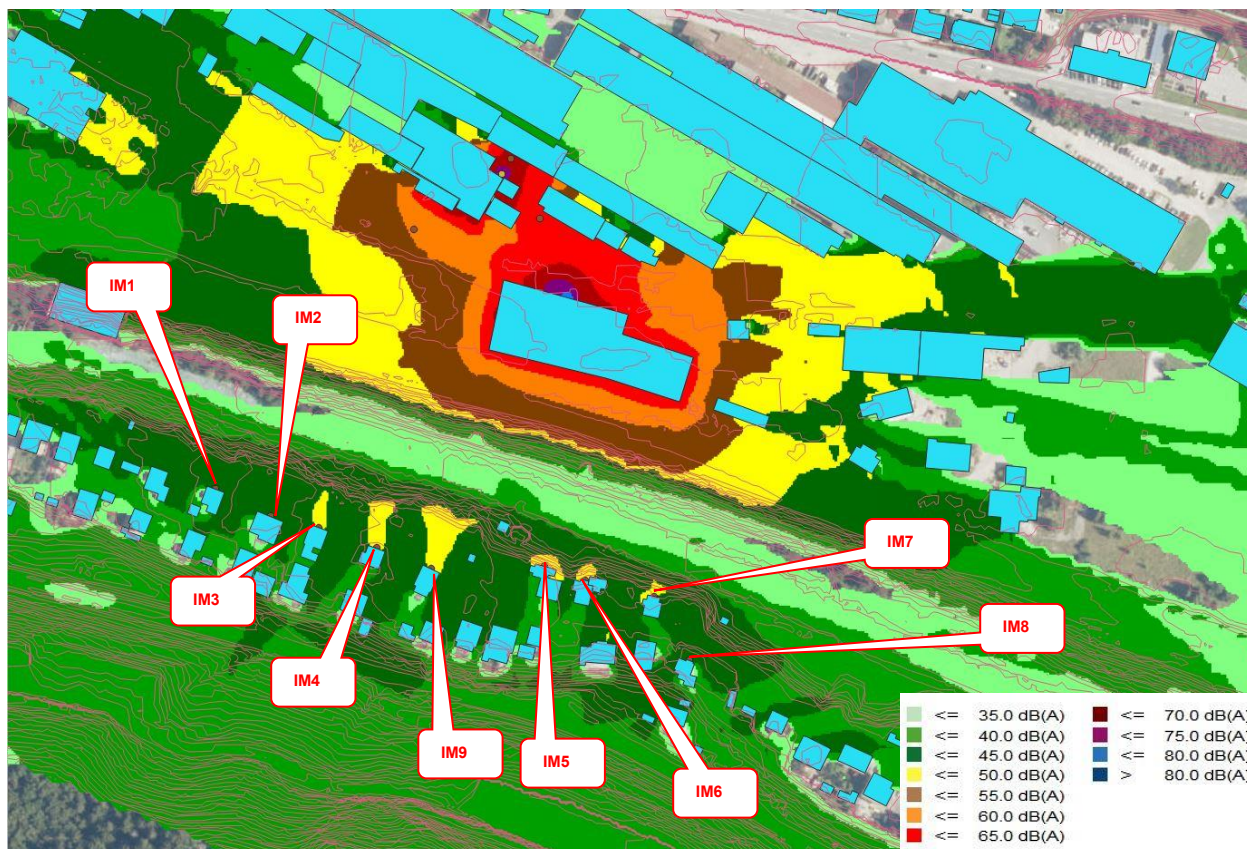 IM1
IM2
IM3
IM4
IM9
IM5
IM6
IM7
IM8
<= 35.0 dB(A)
<= 40.0 dB(A)
<= 45.0 dB(A)
<= 50.0 dB(A)
<= 55.0 dB(A)
<= 60.0 dB(A)
<= 65.0 dB(A)
<= 70.0 dB(A)
<= 75.0 dB(A)
<= 80.0 dB(A)
> 80.0 dB(A)